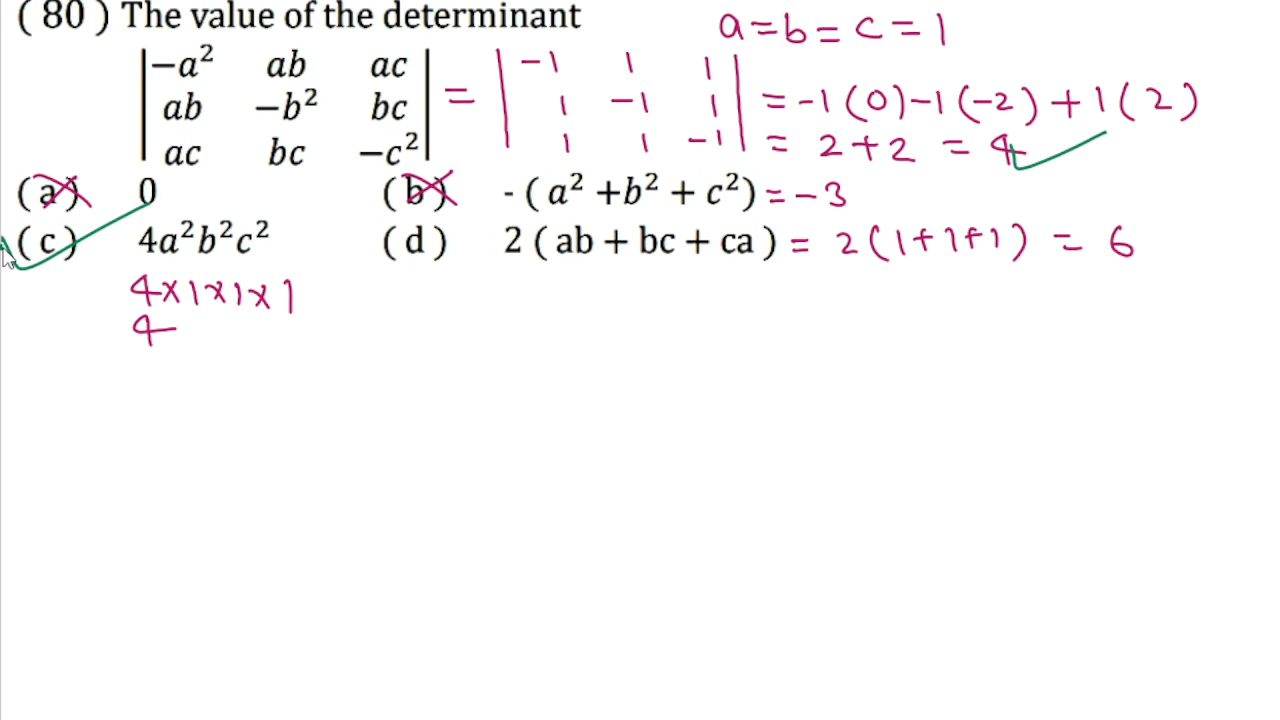 ( 80 ) The value of the determinant
a = b = c = 1
|−a² ab ac| = |−1 1 1|
|ab −b² bc| |1 −1 1| = −1(0)−1(−2)+1(2)
|ac bc −c²| |1 1 −1| = 2+2 = 4
(a) 0 (b) - ( a² +b² + c²) = −3
(c) 4a²b²c² (d) 2 ( ab + bc + ca ) = 2(1+1+1) = 6
4×1×1×1
4